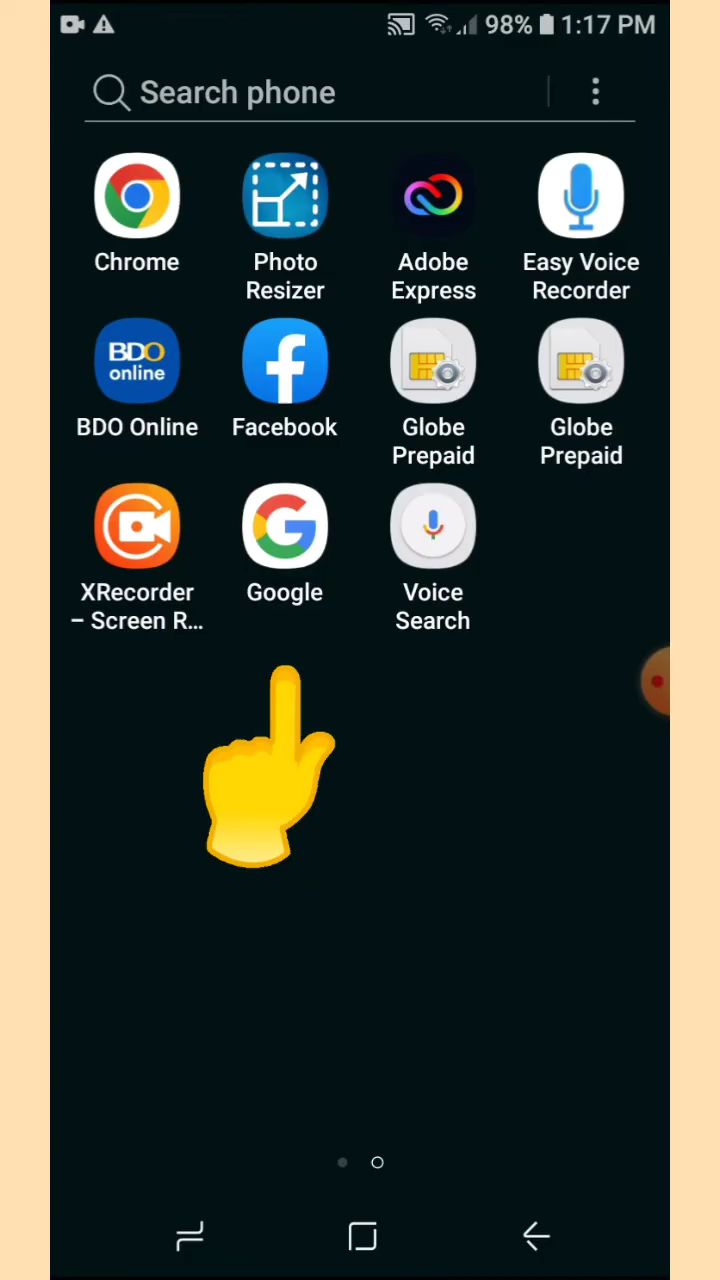 98% 1:17 PM
Search phone
Chrome
Photo
Resizer
Adobe
Express
Easy Voice
Recorder
BDO
online
BDO Online
Facebook
Globe
Prepaid
Globe
Prepaid
XRecorder
– Screen R...
Google
Voice
Search